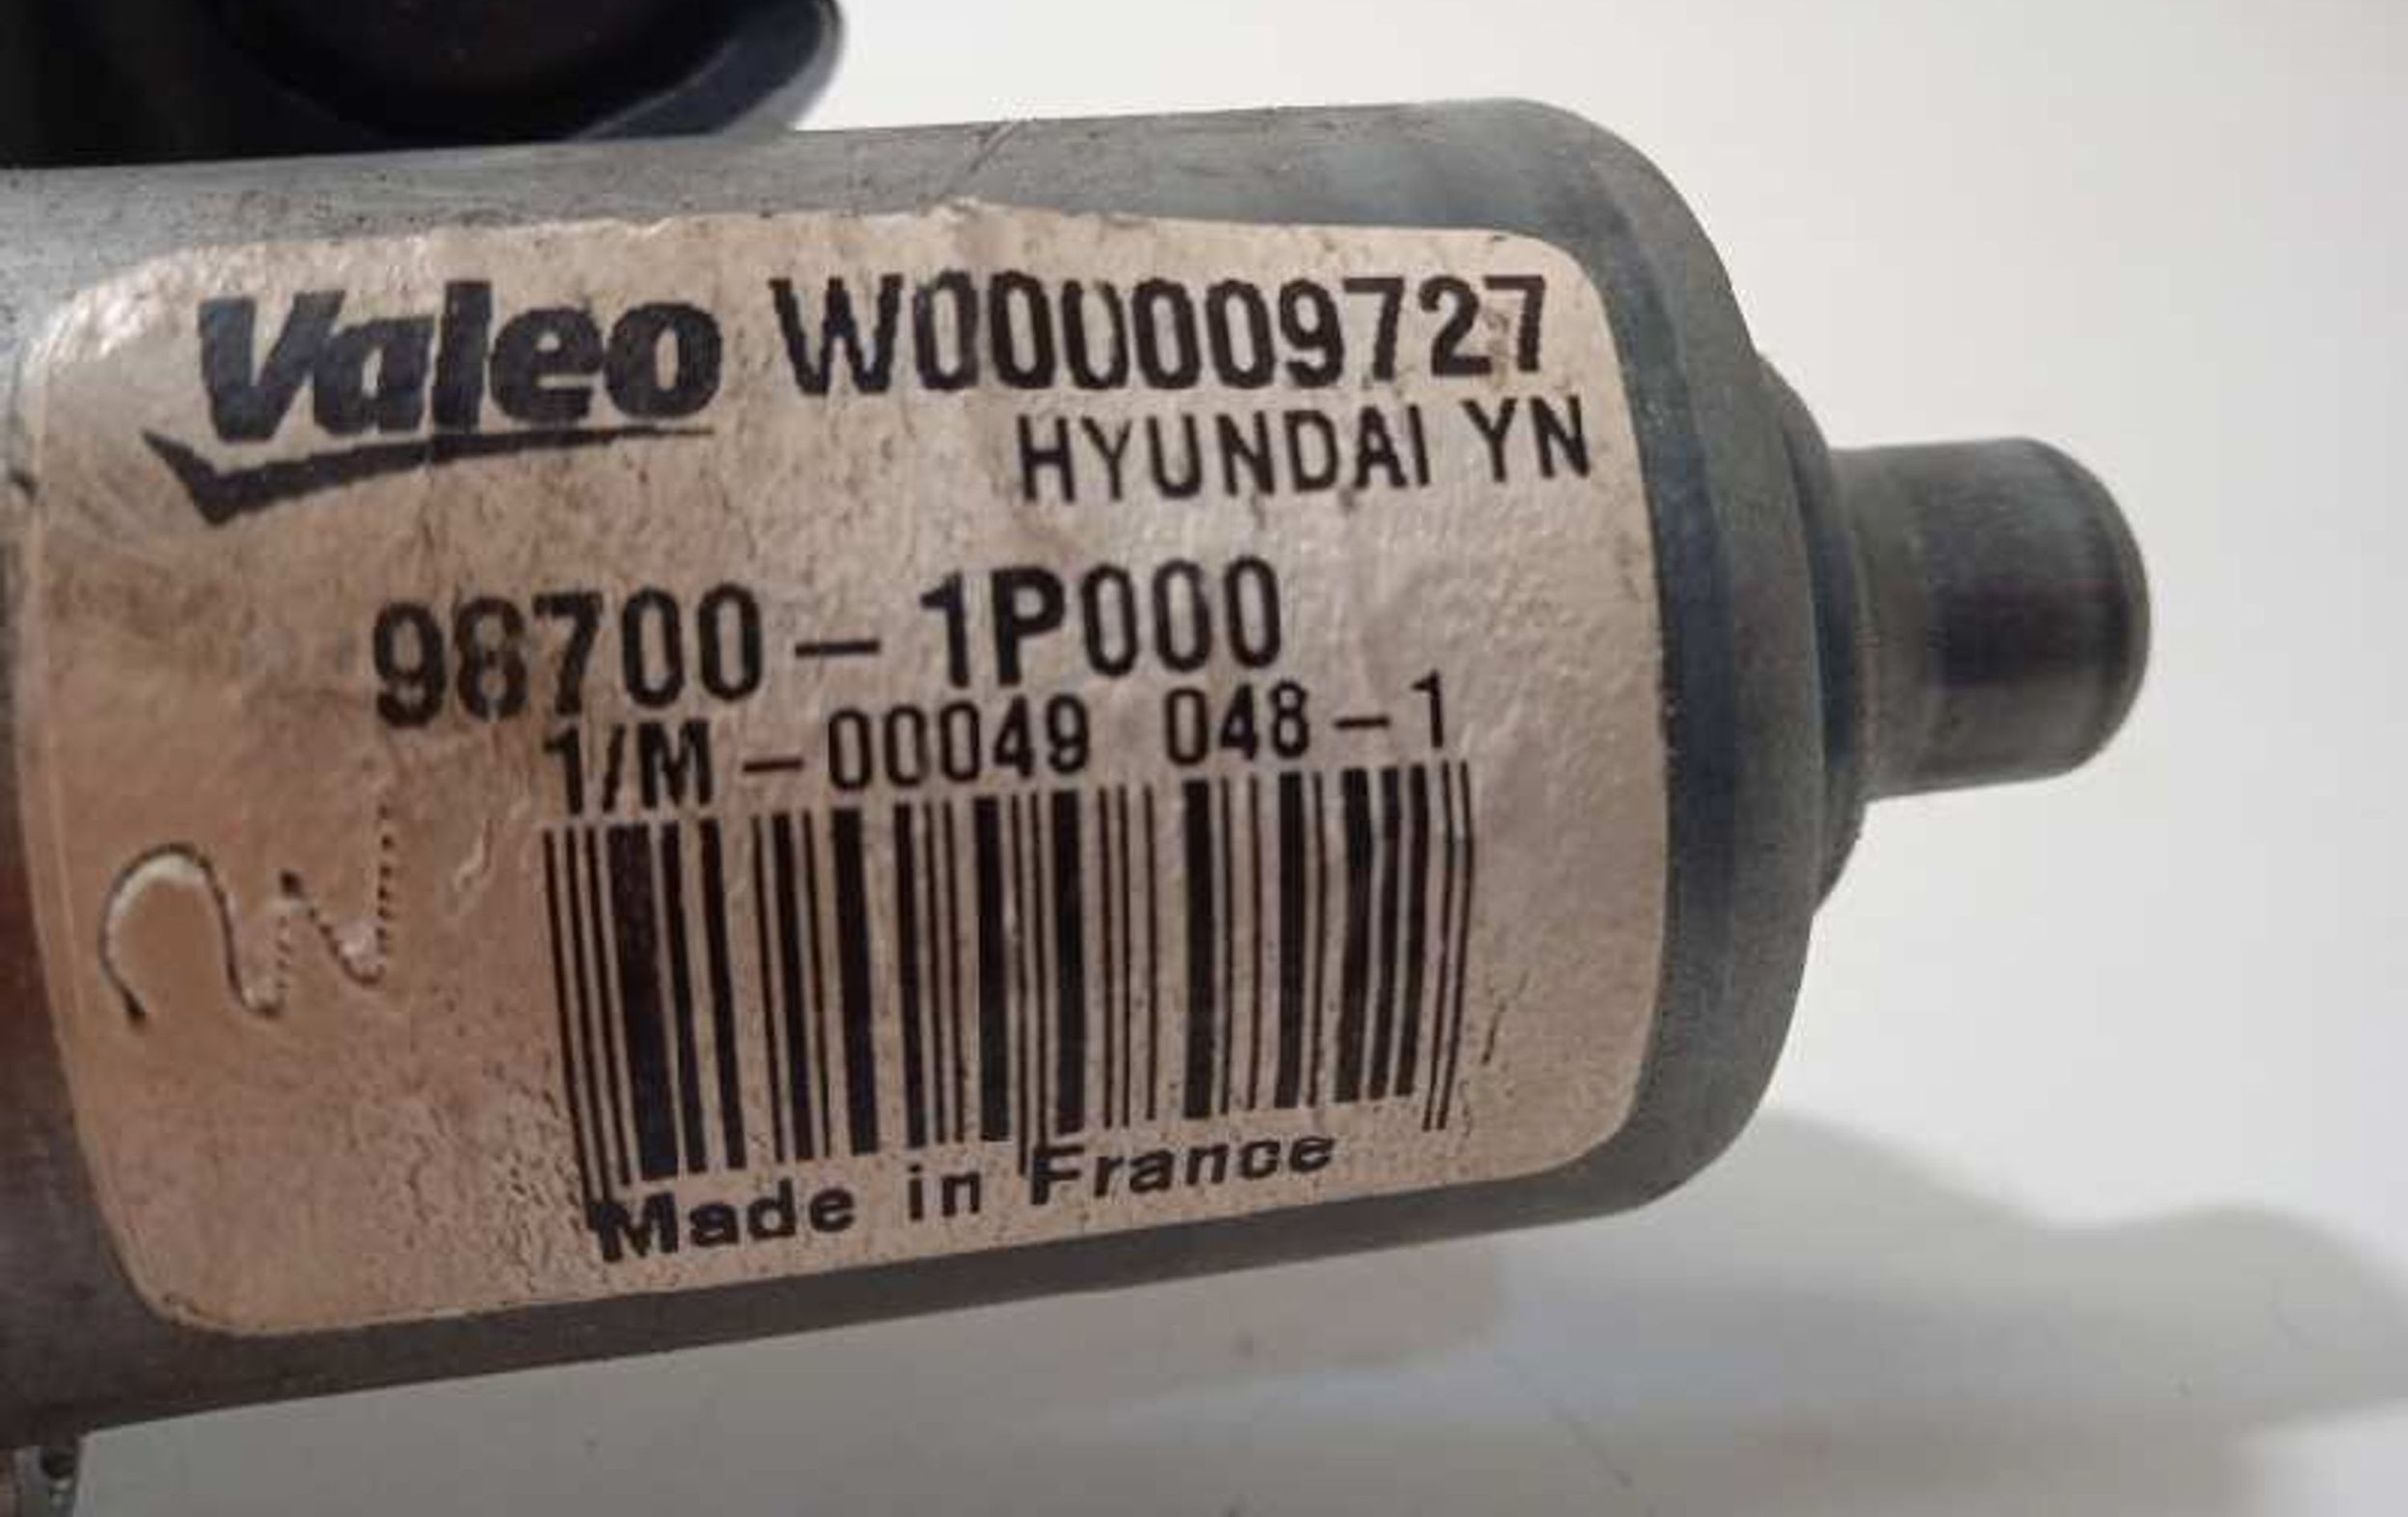 Valeo W000009727
HYUNDAI YN
98700-1P000
1/M-00049 048-1
Made in France